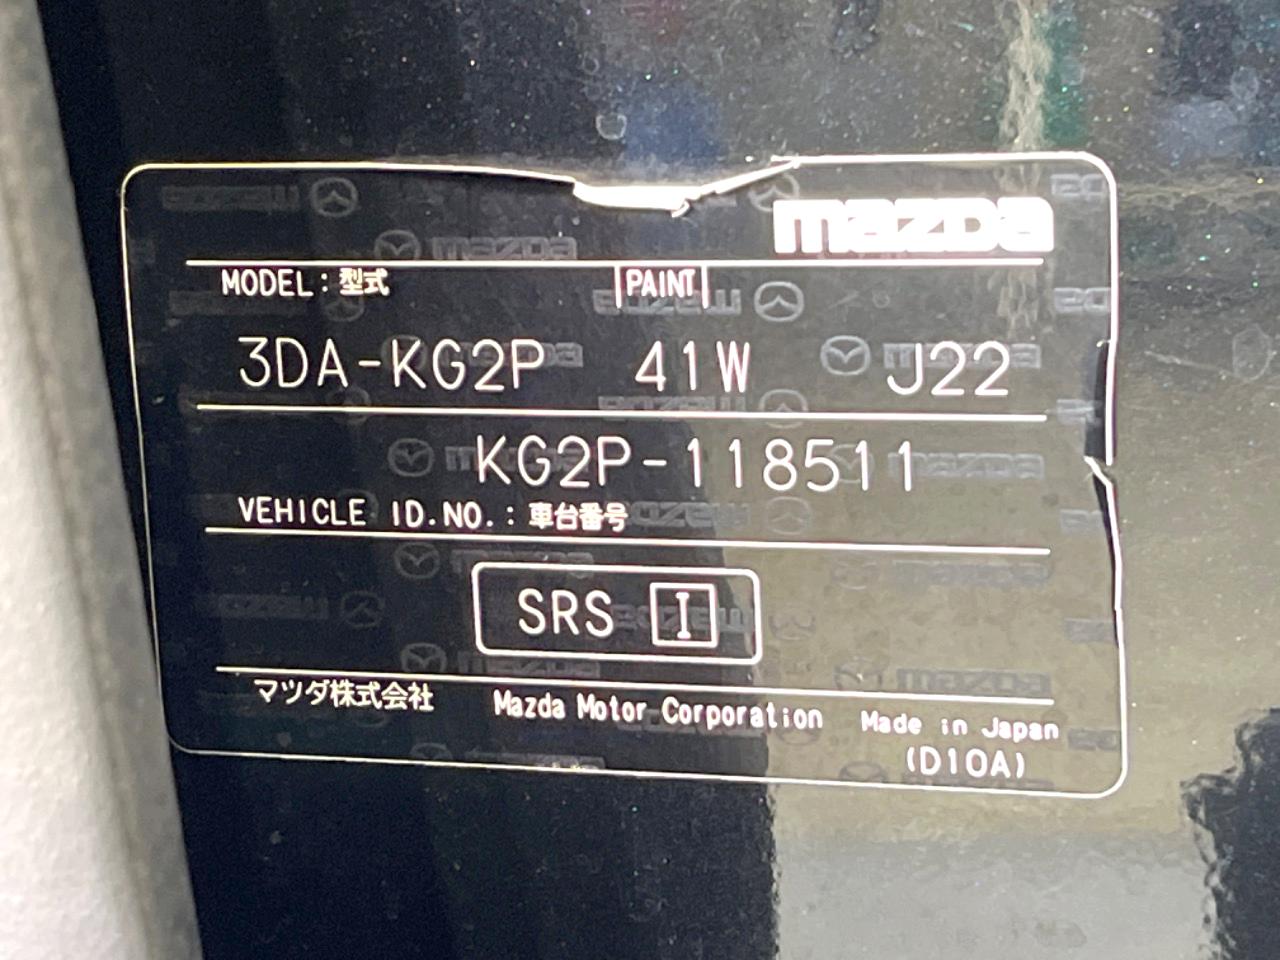 mazda
MODEL：型式 PAINT
3DA-KG2P 41W J22
KG2P-118511
VEHICLE ID.NO.：車台番号
SRS I
マツダ株式会社 Mazda Motor Corporation Made in Japan
(D10A)